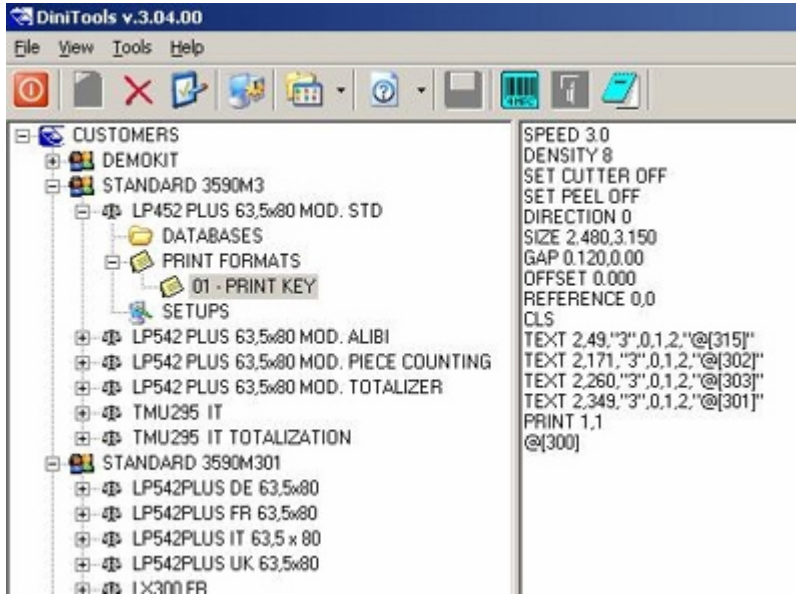 DiniTools v.3.04.00
File View Tools Help
CUSTOMERS
DEMOKIT
STANDARD 3590M3
LP452 PLUS 63,5x80 MOD. STD
DATABASES
PRINT FORMATS
01 - PRINT KEY
SETUPS
LP542 PLUS 63,5x80 MOD. ALIBI
LP542 PLUS 63,5x80 MOD. PIECE COUNTING
LP542 PLUS 63,5x80 MOD. TOTALIZER
TMU295 IT
TMU295 IT TOTALIZATION
STANDARD 3590M301
LP542PLUS DE 63,5x80
LP542PLUS FR 63,5x80
LP542PLUS IT 63,5 x 80
LP542PLUS UK 63,5x80
LX300 FR
SPEED 3.0
DENSITY 8
SET CUTTER OFF
SET PEEL OFF
DIRECTION 0
SIZE 2.480,3.150
GAP 0.120,0.00
OFFSET 0.000
REFERENCE 0,0
CLS
TEXT 2,49,"3",0,1,2,"@[315]"
TEXT 2,171,"3",0,1,2,"@[302]"
TEXT 2,260,"3",0,1,2,"@[303]"
TEXT 2,349,"3",0,1,2,"@[301]"
PRINT 1,1
@[300]